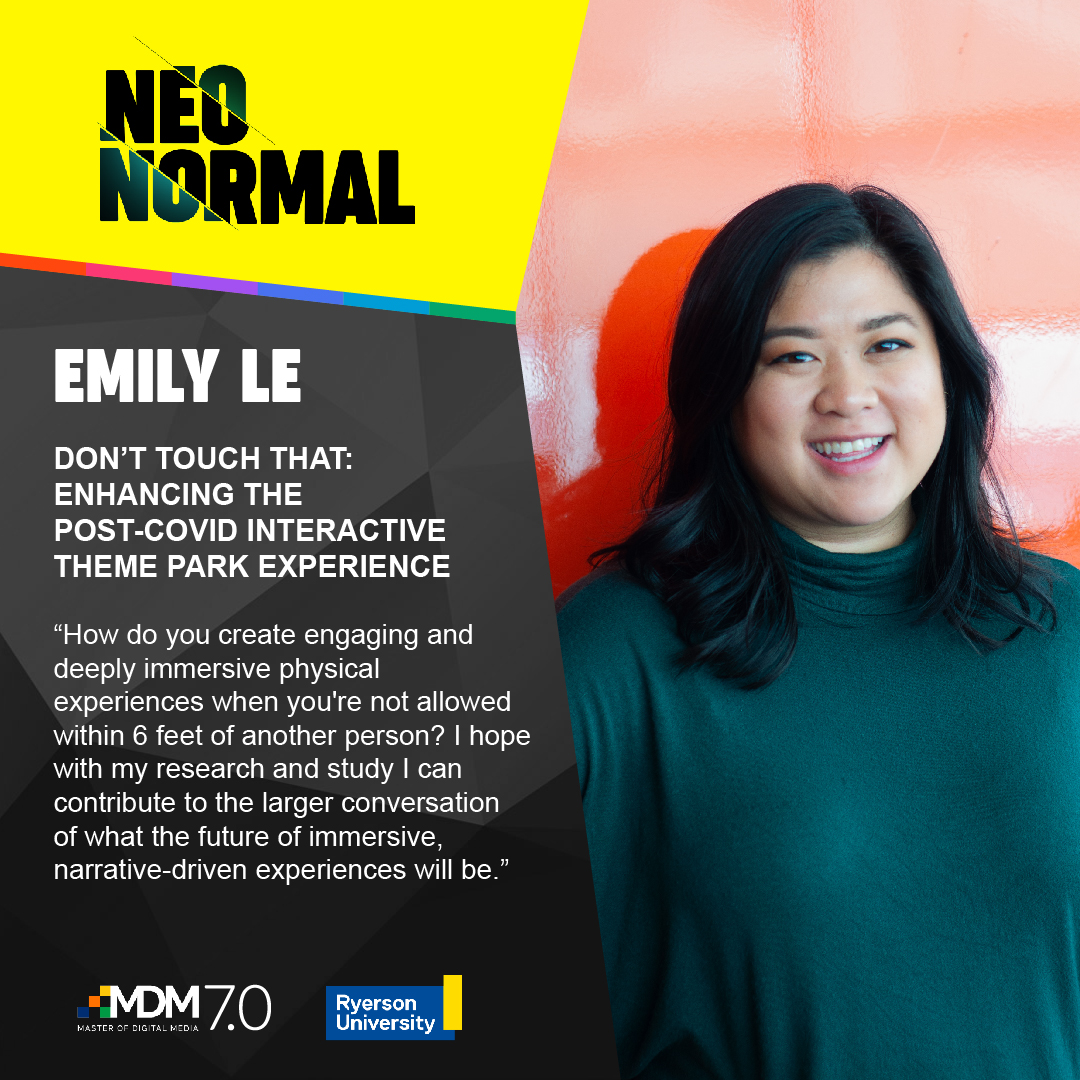 NEO
NORMAL
EMILY LE
DON’T TOUCH THAT:
ENHANCING THE
POST-COVID INTERACTIVE
THEME PARK EXPERIENCE
“How do you create engaging and
deeply immersive physical
experiences when you're not allowed
within 6 feet of another person? I hope
with my research and study I can
contribute to the larger conversation
of what the future of immersive,
narrative-driven experiences will be.”
MDM 7.0
MASTER OF DIGITAL MEDIA
Ryerson
University